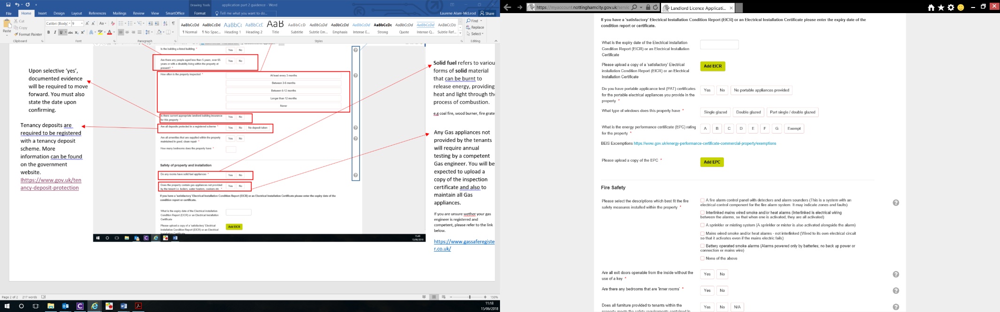 Drawing Tools
application part 2 guidence - Word
File Home Insert Design Layout References Mailings Review View SmartOffice Format Tell me what you want to do...
Laurene Alam-McLeod Share
Paste Cut
Copy
Format Painter
Calibri (Body) 9
Clipboard Font Paragraph Styles Editing
AaBbCcDd AaBbCcDd AaBbCc AaBbCcC AaB AaBbCcD AaBbCcDd AaBbCcDd AaBbCcDd AaBbCcDc AaBbCcDd AaBbCcDd AaBbCcDd
¶ Normal ¶ No Spac... Heading 1 Heading 2 Title Subtitle Subtle Em... Emphasis Intense E... Strong Quote Intense Q... Subtle Ref...
Find
Replace
Select
Upon selective ‘yes’,
documented evidence
will be required to move
forward. You must also
state the date upon
confirming.
Tenancy deposits are
required to be registered
with a tenancy deposit
scheme. More
information can be found
on the government
website.
lhttps://www.gov.uk/ten
ancy-deposit-protection
Is the building a listed building * Yes No
Are there any people aged less than 5 years, over 65
years or with a disability living within the property at
present? * Yes No
How often is the property inspected *
At least every 3 months
Between 3-6 months
Between 6-12 months
Longer than 12 months
Never
Is there current appropriate landlord building insurance
for this property * Yes No
Are all deposits protected in a registered scheme * Yes No No deposit taken
Are all amenities that are supplied within the property
maintained in good, clean repair * Yes No
How many bedrooms does the property have *
Safety of property and installation
Do any rooms have solid fuel appliances * Yes No
Does the property contain gas appliances not provided
by the tenant i.e. boilers, water heaters, cookers etc. * Yes No
If you have a 'satisfactory' Electrical Installation Condition Report (EICR) or an Electrical Installation Certificate please enter the expiry date of the
condition report or certificate.
What is the expiry date of the Electrical installation
Condition Report (EICR) or an Electrical Installation
Certificate
Please upload a copy of a 'satisfactory' Electrical
installation Condition Report (EICR) or an Electrical
Installation Certificate
Add EICR
15:49
13/06/2018
Solid fuel refers to variou
forms of solid material
that can be burnt to
release energy, providing
heat and light through the
process of combustion.
e.g coal fire, wood burner, fire grate
Any Gas appliances not
provided by the tenants
will require annual
testing by a competent
Gas engineer. You will be
expected to upload a
copy of the inspection
certificate and also to
maintain all Gas
appliances.
If you are unsure wether your gas
engineer is registered and
competent, please refer to the link
below.
https://www.gassaferegiste
r.co.uk/
Page 2 of 2 217 words
150%
11:18
15/06/2018
https://myaccount.nottinghamcity.gov.uk/servic
Landlord Licence Applicati...
If you have a 'satisfactory' Electrical Installation Condition Report (EICR) or an Electrical Installation Certificate please enter the expiry date of the
condition report or certificate.
What is the expiry date of the Electrical installation
Condition Report (EICR) or an Electrical Installation
Certificate
Please upload a copy of a 'satisfactory' Electrical
installation Condition Report (EICR) or an Electrical
Installation Certificate
Add EICR
Do you have portable applicance test (PAT) certificates
for the portable electrical appliances you provide in the
property *
Yes No No portable appliances provided
What type of windows does this property have *
Single glazed Double glazed Part single / double glazed
What is the energy performance certificate (EPC) rating
for the property *
A B C D E F G Exempt
BEIS Excemptions https://www.gov.uk/energy-performance-certificate-commercial-property/exemptions
Please upload a copy of the EPC *
Add EPC
Fire Safety
Please select the descriptions which best fit the fire
safety measures installed within the property *
A fire alarm control panel with detectors and alarm sounders (This is a system with an
electrical control component for the fire alarm system. It may indicate zones and faults)
Interlinked mains wired smoke and/or heat alarms (Interlinked is electrical wiring
between the alarms, so that when one is activated, they are all activated)
A sprinkler or misting system (A sprinkler or mister is also activated alongside the alarm)
Mains wired smoke and/or heat alarms - not interlinked (Wired to its own electrical circuit
so that it activates even if the mains electric fails)
Battery operated smoke alarms (Alarms powered only by batteries; no back up power or
connection or mains wire)
None of the above
Are all exit doors openable from the inside without the
use of a key *
Yes No
Are there any bedrooms that are 'inner rooms' *
Yes No
Does all furniture provided to tenants within the
property meets the safety requirements contained in
Yes No N/A